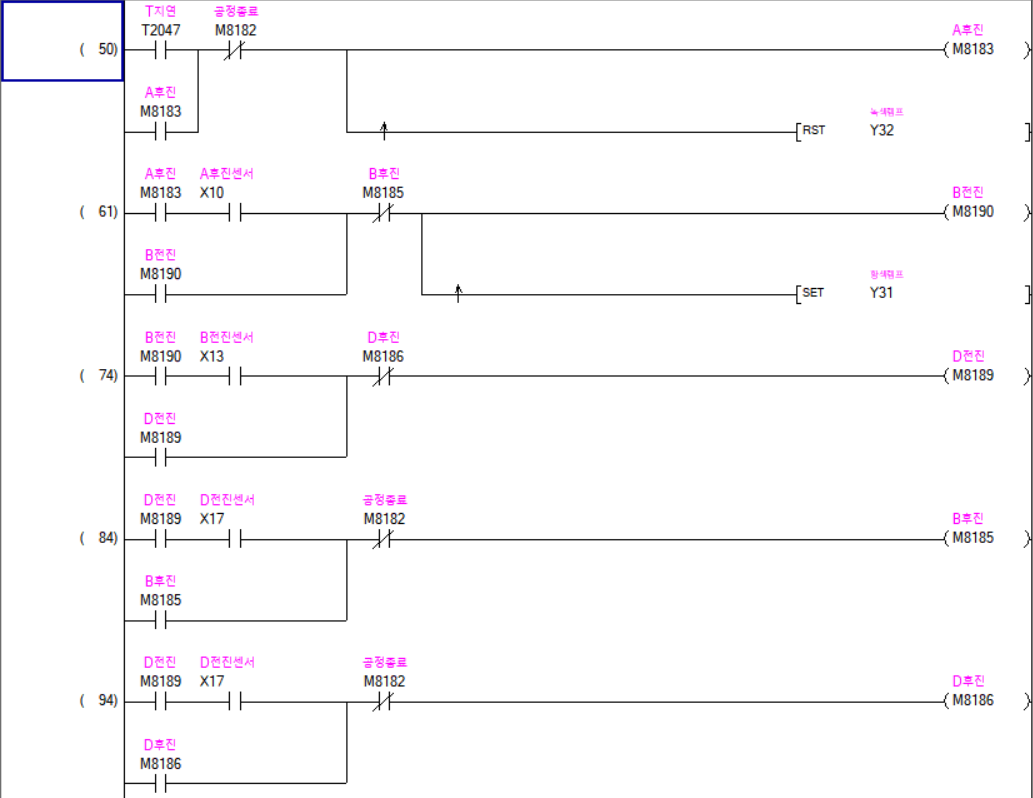 T지연 공정종료
T2047 M8182 A후진
( 50) M8183
A후진
M8183 녹색램프
RST Y32
A후진 A후진센서 B후진
M8183 X10 M8185 B전진
( 61) M8190
B전진
M8190 황색램프
SET Y31
B전진 B전진센서 D후진
M8190 X13 M8186 D전진
( 74) M8189
D전진
M8189
D전진 D전진센서 공정종료
M8189 X17 M8182 B후진
( 84) M8185
B후진
M8185
D전진 D전진센서 공정종료
M8189 X17 M8182 D후진
( 94) M8186
D후진
M8186